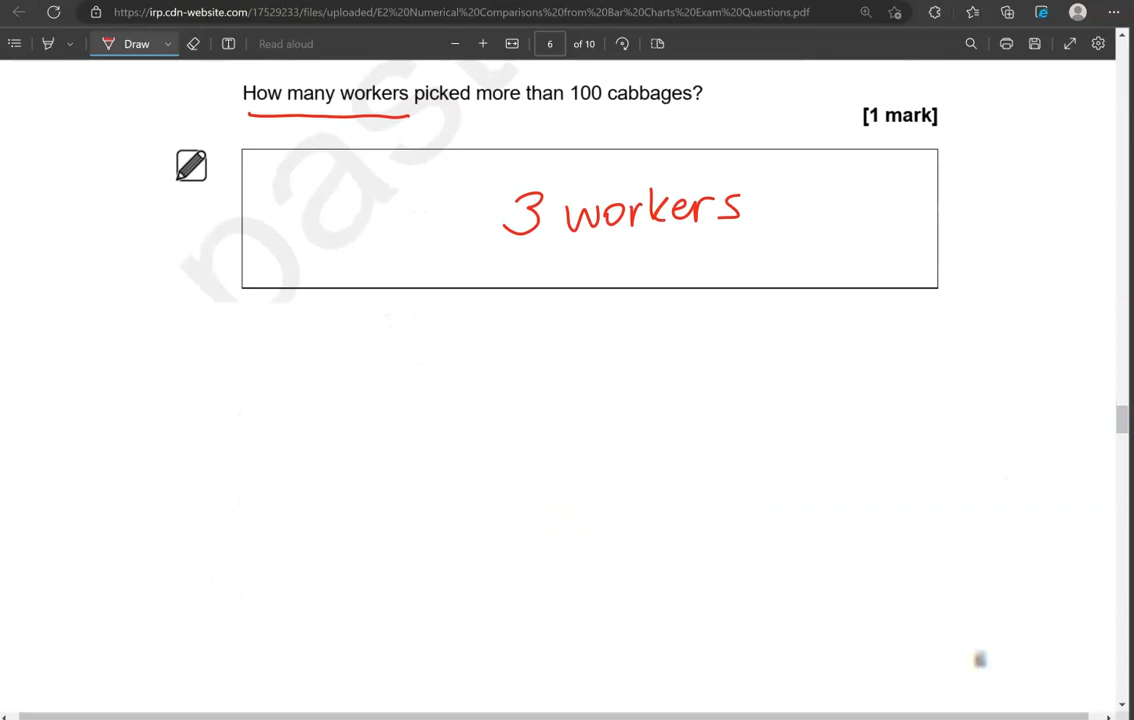 https://irp.cdn-website.com/17529233/files/uploaded/E2%20Numerical%20Comparisons%20from%20Bar%20Charts%20Exam%20Questions.pdf
Draw
Read aloud
6 of 10
How many workers picked more than 100 cabbages?
[1 mark]
3 workers
past